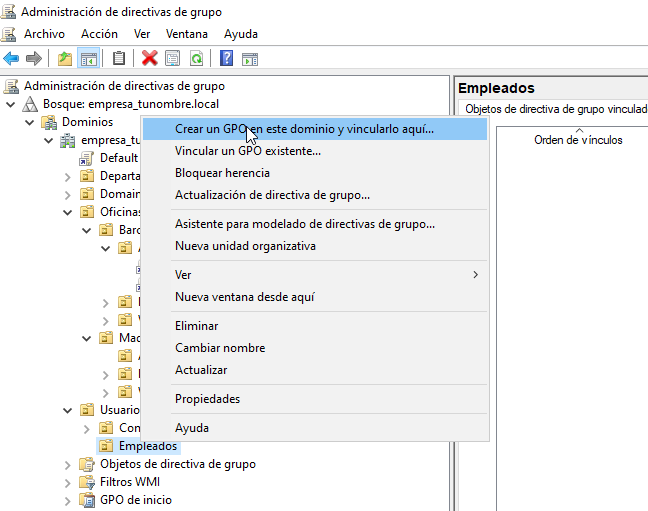 Administración de directivas de grupo
Archivo Acción Ver Ventana Ayuda
Administración de directivas de grupo
Bosque: empresa_tunombre.local
Dominios
empresa_tu
Default
Departa
Domain
Oficinas
Barc
Mac
Usuario
Con
Empleados
Objetos de directiva de grupo
Filtros WMI
GPO de inicio
Crear un GPO en este dominio y vincularlo aquí...
Vincular un GPO existente...
Bloquear herencia
Actualización de directiva de grupo...
Asistente para modelado de directivas de grupo...
Nueva unidad organizativa
Ver
Nueva ventana desde aquí
Eliminar
Cambiar nombre
Actualizar
Propiedades
Ayuda
Empleados
Objetos de directiva de grupo vinculad
Orden de vínculos